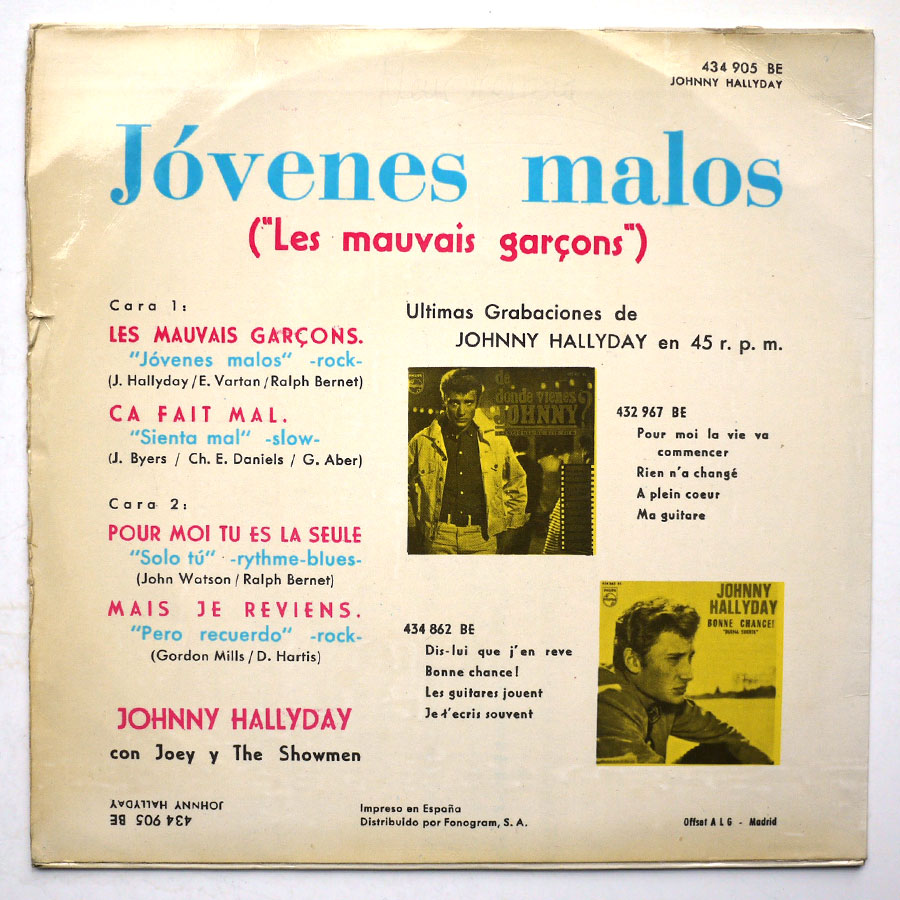 434 905 BE
JOHNNY HALLYDAY
Jóvenes malos
("Les mauvais garçons")
Cara 1:
LES MAUVAIS GARÇONS.
"Jóvenes malos" -rock-
(J. Hallyday/E. Vartan/Ralph Bernet)
CA FAIT MAL.
"Sienta mal" -slow-
(J. Byers / Ch. E. Daniels / G. Aber)
Cara 2:
POUR MOI TU ES LA SEULE
"Solo tú" -rythme-blues-
(John Watson/Ralph Bernet)
MAIS JE REVIENS.
"Pero recuerdo" -rock-
(Gordon Mills/D. Hartis)
JOHNNY HALLYDAY
con Joey y The Showmen
Ultimas Grabaciones de
JOHNNY HALLYDAY en 45 r. p. m.
PHILIPS
de
donde vienes
JOHNNY?
432 967 BE
Pour moi la vie va
commencer
Rien n'a changé
A plein coeur
Ma guitare
434 862 BE
Dis-lui que j'en reve
Bonne chance!
Les guitares jouent
Je t'ecris souvent
PHILIPS
JOHNNY
HALLYDAY
BONNE CHANCE!
"BUENA SUERTE"
434 905 BE
JOHNNY HALLYDAY
Impreso en España
Distribuído por Fonogram, S. A.
Offset A L G - Madrid